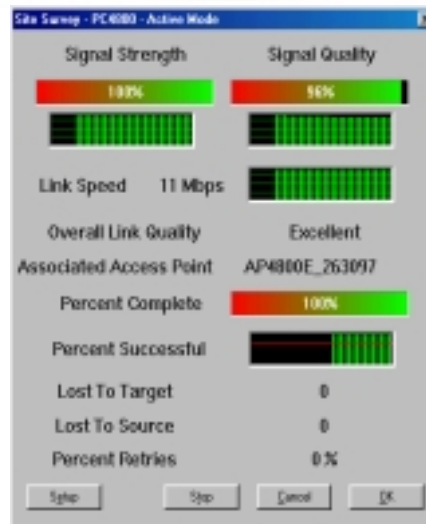 Site Survey - PC4800 - Active Mode
Signal Strength Signal Quality
100% 96%
Link Speed 11 Mbps
Overall Link Quality Excellent
Associated Access Point AP4800E_263097
Percent Complete 100%
Percent Successful
Lost To Target 0
Lost To Source 0
Percent Retries 0 %
Setup Stop Cancel OK